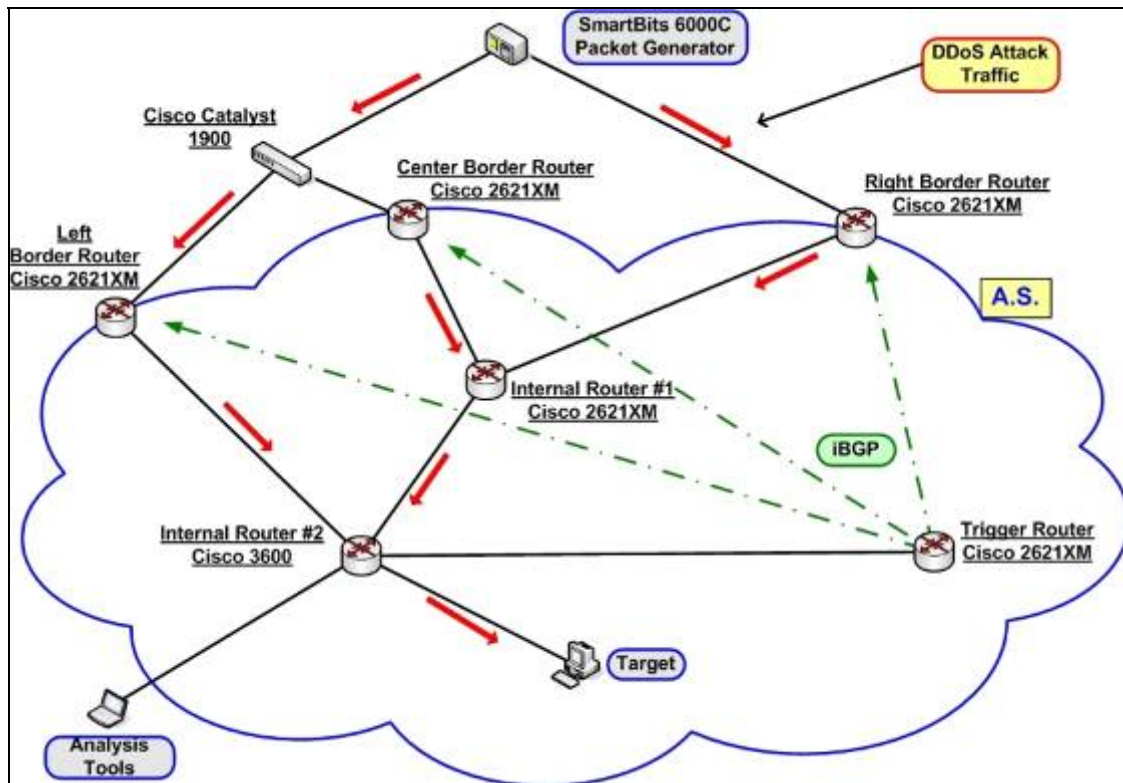 SmartBits 6000C
Packet Generator
DDoS Attack
Traffic
Cisco Catalyst
1900
Center Border Router
Cisco 2621XM
Right Border Router
Cisco 2621XM
Left
Border Router
Cisco 2621XM
A.S.
Internal Router #1
Cisco 2621XM
iBGP
Internal Router #2
Cisco 3600
Trigger Router
Cisco 2621XM
Target
Analysis
Tools